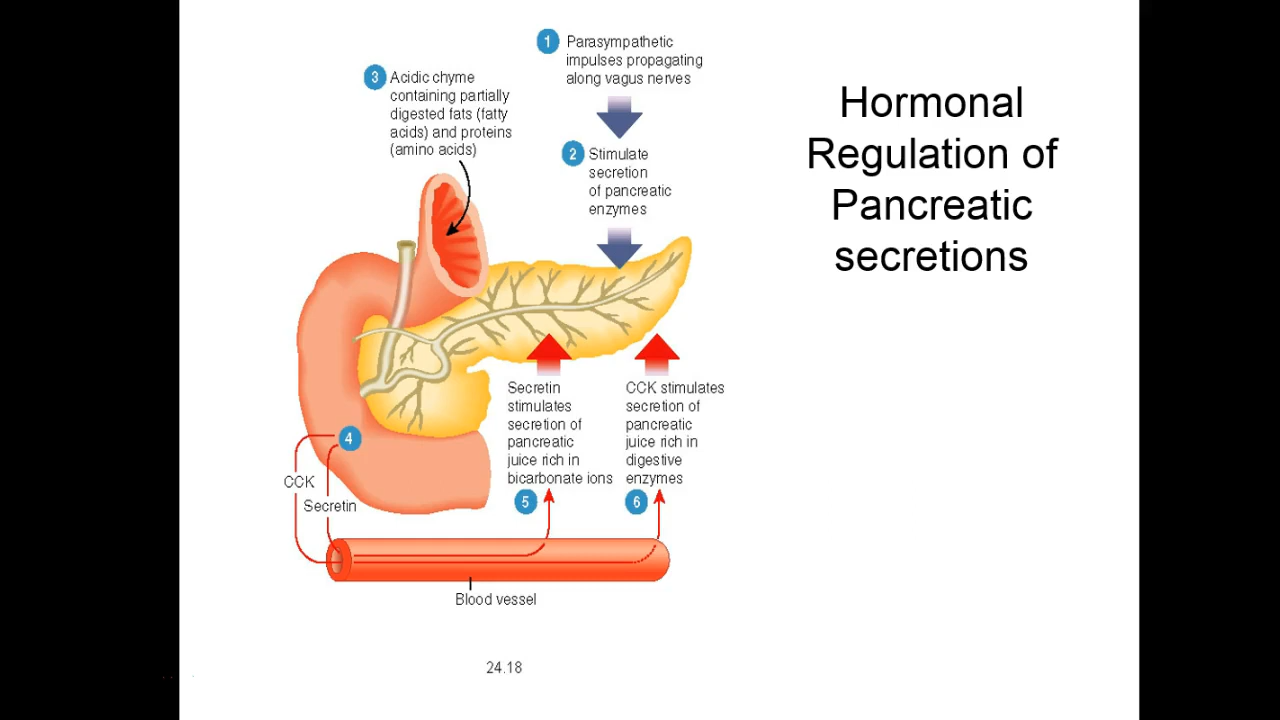 Hormonal
Regulation of
Pancreatic
secretions
1 Parasympathetic
impulses propagating
along vagus nerves
2 Stimulate
secretion
of pancreatic
enzymes
3 Acidic chyme
containing partially
digested fats (fatty
acids) and proteins
(amino acids)
4
CCK
Secretin
Secretin
stimulates
secretion of
pancreatic
juice rich in
bicarbonate ions
5
CCK stimulates
secretion of
pancreatic
juice rich in
digestive
enzymes
6
Blood vessel
24.18